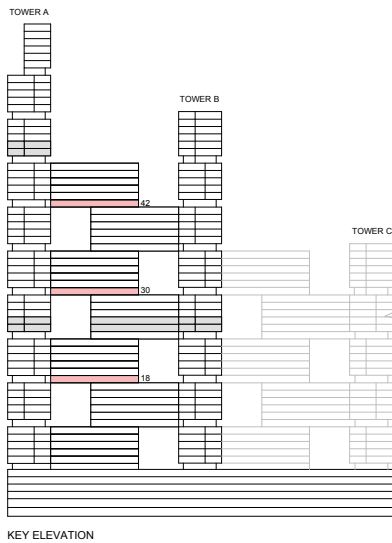 TOWER A
TOWER B
42
TOWER C
30
18
KEY ELEVATION